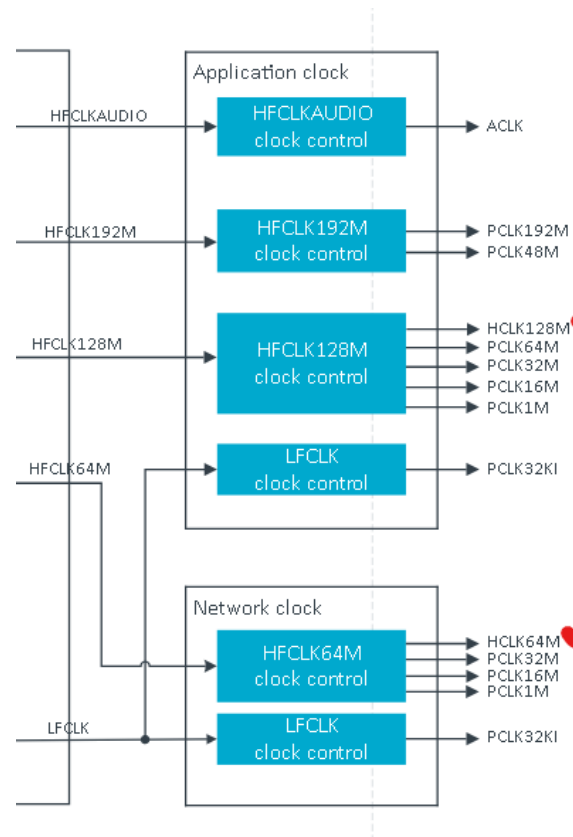 Application clock
HFCLKAUDIO
HFCLKAUDIO
clock control
ACLK
HFCLK192M
HFCLK192M
clock control
PCLK192M
PCLK48M
HFCLK128M
HFCLK128M
clock control
HCLK128M
PCLK64M
PCLK32M
PCLK16M
PCLK1M
HFCLK64M
LFCLK
clock control
PCLK32KI
Network clock
HFCLK64M
clock control
HCLK64M
PCLK32M
PCLK16M
PCLK1M
LFCLK
LFCLK
clock control
PCLK32KI